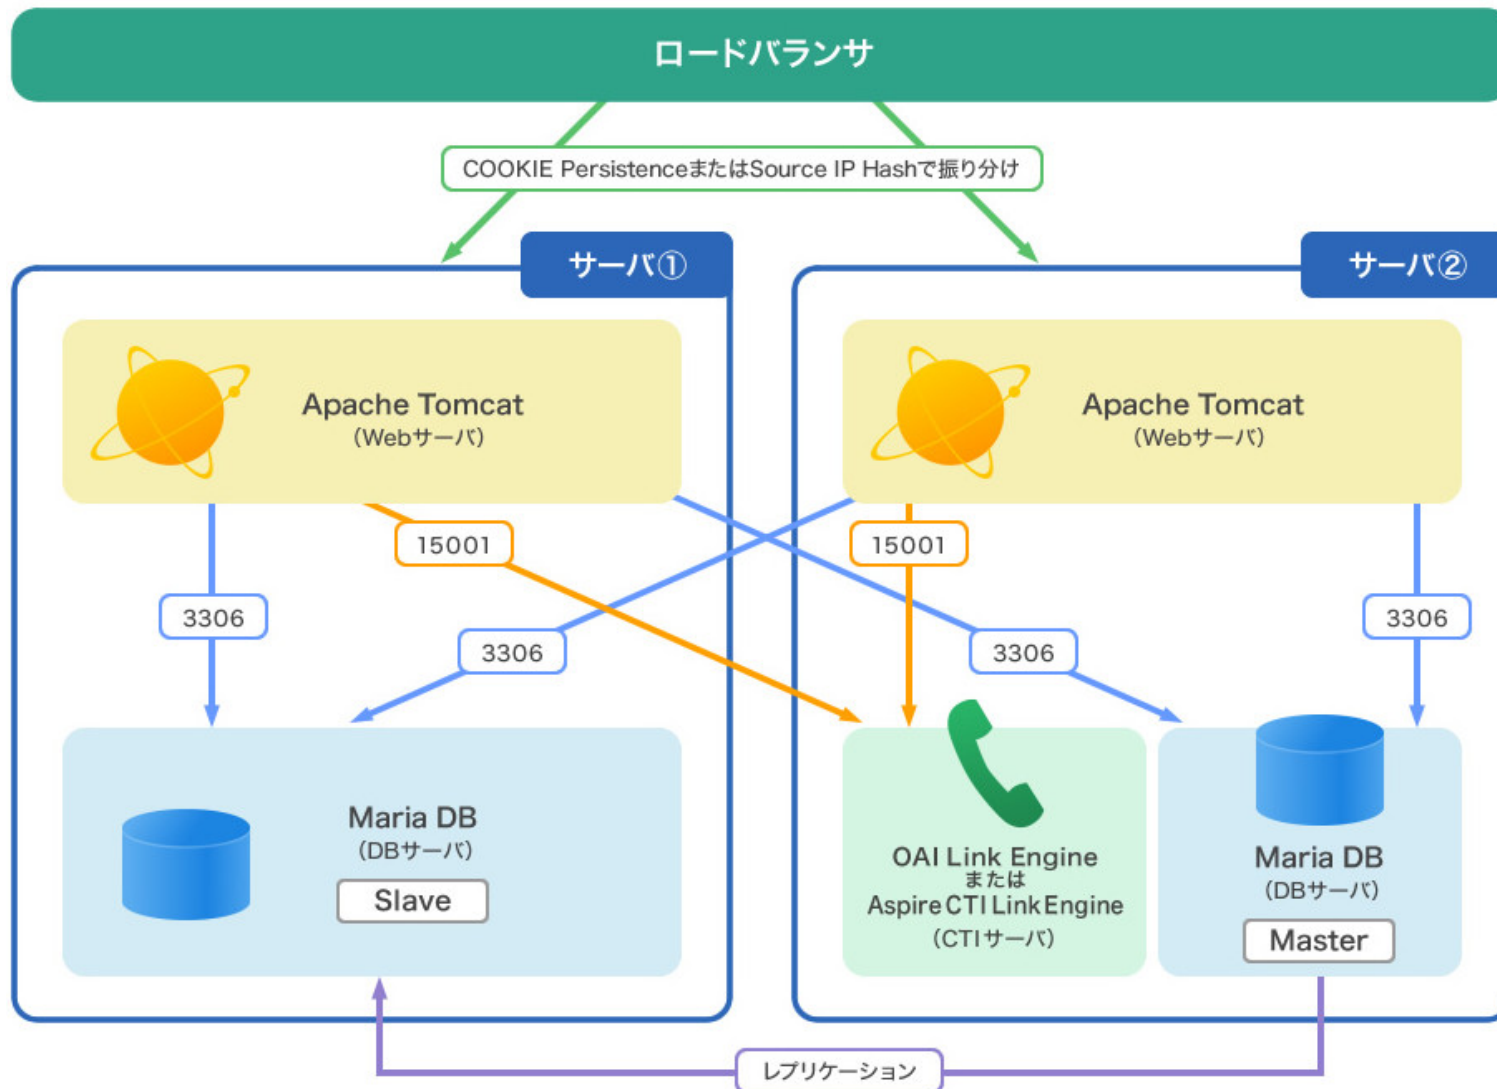 ロードバランサ
COOKIE PersistenceまたはSource IP Hashで振り分け
サーバ①
サーバ②
Apache Tomcat
（Webサーバ）
Apache Tomcat
（Webサーバ）
15001
15001
3306
3306
3306
3306
Maria DB
（DBサーバ）
Slave
OAI Link Engine
または
Aspire CTI Link Engine
（CTIサーバ）
Maria DB
（DBサーバ）
Master
レプリケーション